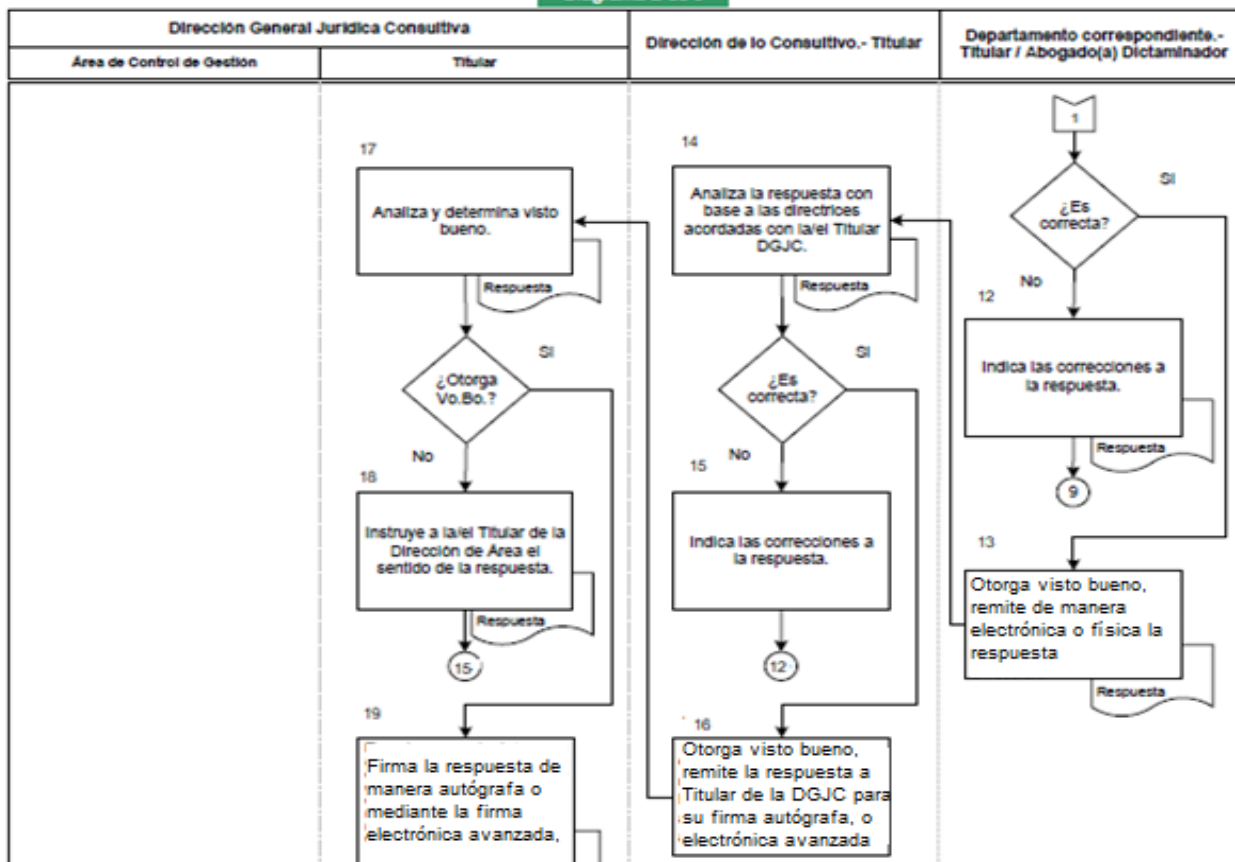 Dirección General Jurídica Consultiva
Área de Control de Gestión
Titular
Dirección de lo Consultivo.- Titular
Departamento correspondiente.-
Titular / Abogado(a) Dictaminador
17
Analiza y determina visto
bueno.
Respuesta
¿Otorga
Vo.Bo.?
SI
No
18
Instruye a la/el Titular de la
Dirección de Área el
sentido de la respuesta.
Respuesta
15
19
Firma la respuesta de
manera autógrafa o
mediante la firma
electrónica avanzada,
14
Analiza la respuesta con
base a las directrices
acordadas con la/el Titular
DGJC.
Respuesta
¿Es
correcta?
SI
No
15
Indica las correcciones a
la respuesta.
12
16
Otorga visto bueno,
remite la respuesta a
Titular de la DGJC para
su firma autógrafa, o
electrónica avanzada
1
¿Es
correcta?
SI
No
12
Indica las correcciones a
la respuesta.
Respuesta
9
13
Otorga visto bueno,
remite de manera
electrónica o física la
respuesta
Respuesta